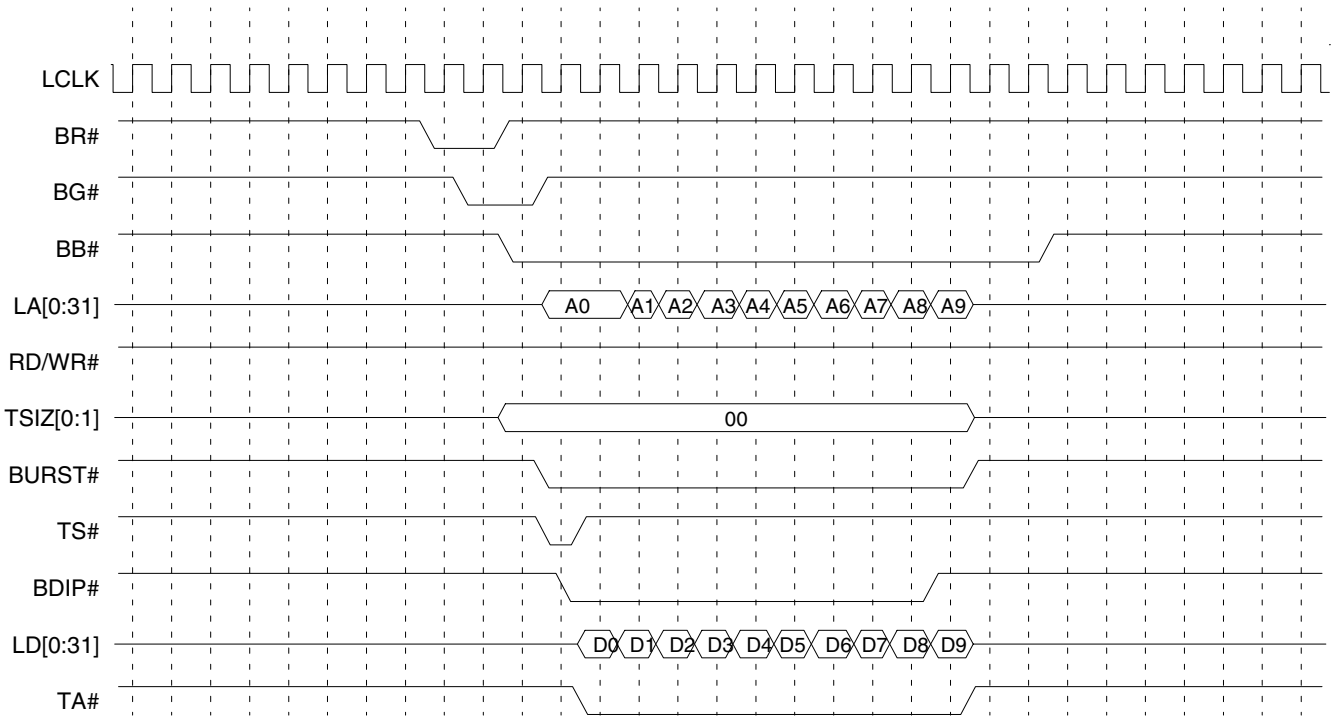 LCLK
BR#
BG#
BB#
LA[0:31] A0 A1 A2 A3 A4 A5 A6 A7 A8 A9
RD/WR#
TSIZ[0:1] 00
BURST#
TS#
BDIP#
LD[0:31] D0 D1 D2 D3 D4 D5 D6 D7 D8 D9
TA#